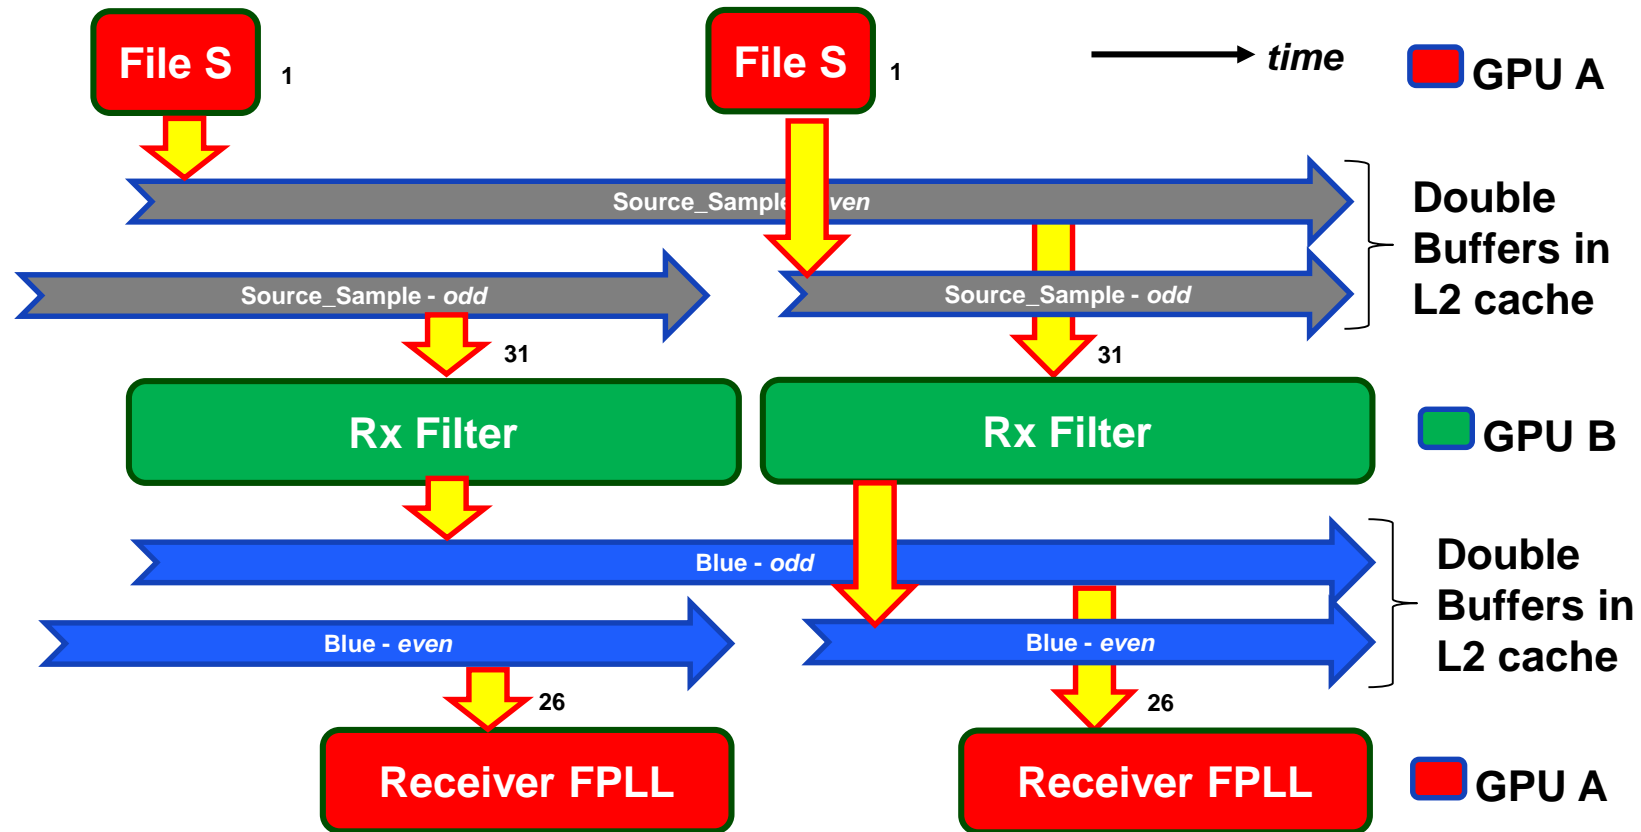 File S
1
File S
1
time
GPU A
Source_Sample ven
Double
Buffers in
L2 cache
Source_Sample - odd
Source_Sample - odd
31
31
Rx Filter
Rx Filter
GPU B
Blue - odd
Double
Buffers in
L2 cache
Blue - even
Blue - even
26
26
Receiver FPLL
Receiver FPLL
GPU A